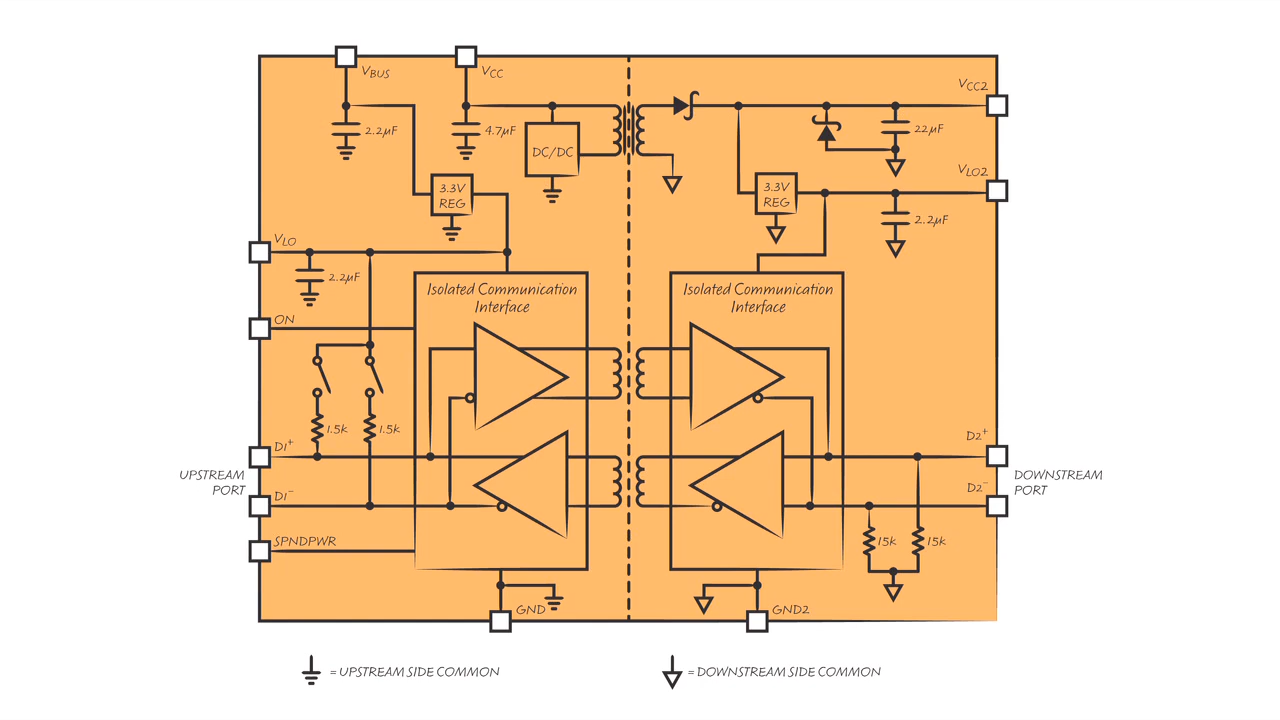 VBUS
VCC
VCC2
2.2µF
4.7µF
22µF
DC/DC
VLO2
3.3V
REG
3.3V
REG
2.2µF
VLO
2.2µF
Isolated Communication
Interface
Isolated Communication
Interface
ON
1.5k
1.5k
D1+
D2+
UPSTREAM
PORT
DOWNSTREAM
PORT
D1−
D2−
SPNDPWR
15k
15k
GND
GND2
= UPSTREAM SIDE COMMON
= DOWNSTREAM SIDE COMMON